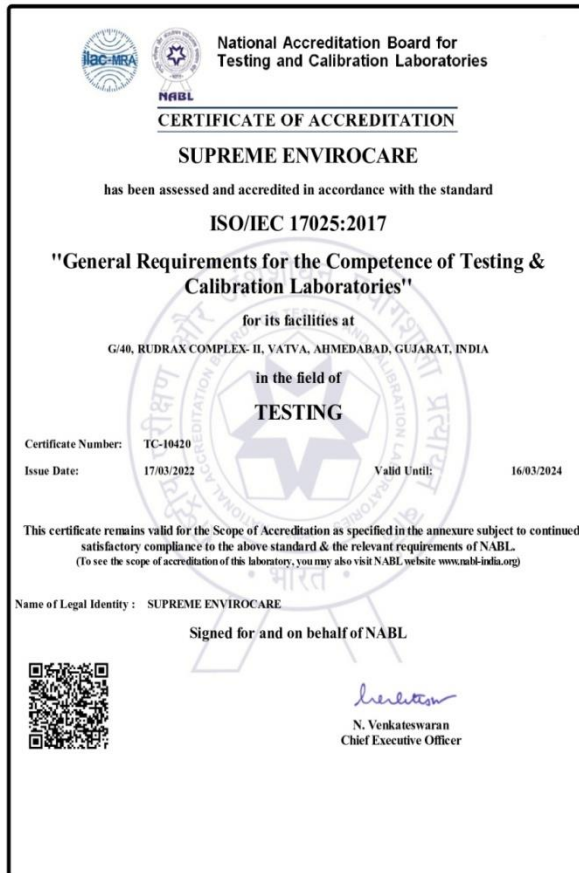 National Accreditation Board for
Testing and Calibration Laboratories
ilac-MRA
NABL
CERTIFICATE OF ACCREDITATION
SUPREME ENVIROCARE
has been assessed and accredited in accordance with the standard
ISO/IEC 17025:2017
"General Requirements for the Competence of Testing &
Calibration Laboratories"
for its facilities at
G/40, RUDRAX COMPLEX- II, VATVA, AHMEDABAD, GUJARAT, INDIA
in the field of
TESTING
Certificate Number: TC-10420
Issue Date: 17/03/2022 Valid Until: 16/03/2024
This certificate remains valid for the Scope of Accreditation as specified in the annexure subject to continued
satisfactory compliance to the above standard & the relevant requirements of NABL.
(To see the scope of accreditation of this laboratory, you may also visit NABL website www.nabl-india.org)
भारत
Name of Legal Identity : SUPREME ENVIROCARE
Signed for and on behalf of NABL
N. Venkateswaran
Chief Executive Officer